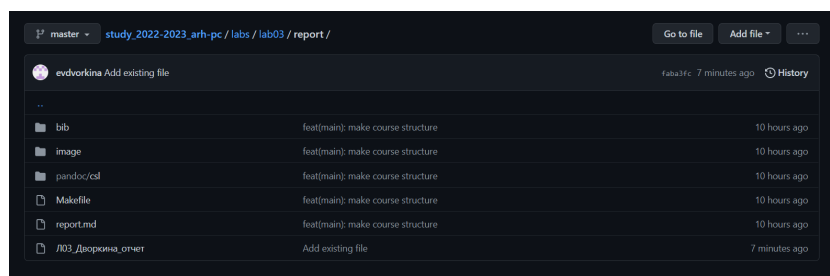 master study_2022-2023_arh-pc / labs / lab03 / report / Go to file Add file ...
evdvorkina Add existing file faba3fc 7 minutes ago History
..
bib feat(main): make course structure 10 hours ago
image feat(main): make course structure 10 hours ago
pandoc/csl feat(main): make course structure 10 hours ago
Makefile feat(main): make course structure 10 hours ago
report.md feat(main): make course structure 10 hours ago
Л03_Дворкина_отчет Add existing file 7 minutes ago